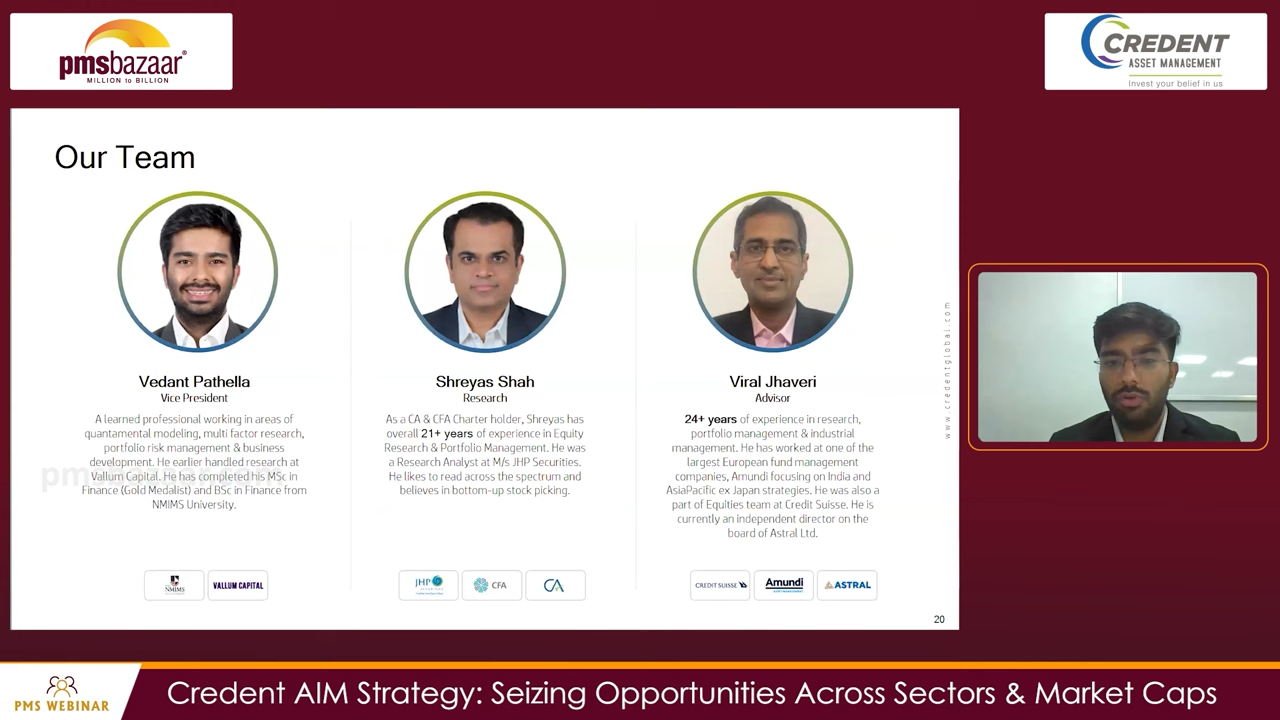 pmsbazaar®
MILLION to BILLION
CREDENT
ASSET MANAGEMENT
Invest your belief in us
Our Team
Vedant Pathella
Vice President
A learned professional working in areas of
quantamental modeling, multi factor research,
portfolio risk management & business
development. He earlier handled research at
Vallum Capital. He has completed his MSc in
Finance (Gold Medalist) and BSc in Finance from
NMIMS University.
NMIMS
VALLUM CAPITAL
Shreyas Shah
Research
As a CA & CFA Charter holder, Shreyas has
overall 21+ years of experience in Equity
Research & Portfolio Management. He was
a Research Analyst at M/s JHP Securities.
He likes to read across the spectrum and
believes in bottom-up stock picking.
JHP
CFA
CA
Viral Jhaveri
Advisor
24+ years of experience in research,
portfolio management & industrial
management. He has worked at one of the
largest European fund management
companies, Amundi focusing on India and
AsiaPacific ex Japan strategies. He was also a
part of Equities team at Credit Suisse. He is
currently an independent director on the
board of Astral Ltd.
CREDIT SUISSE
Amundi
ASSET MANAGEMENT
ASTRAL
www.credentglobal.com
pmsbazaar.com
20
PMS WEBINAR
Credent AIM Strategy: Seizing Opportunities Across Sectors & Market Caps